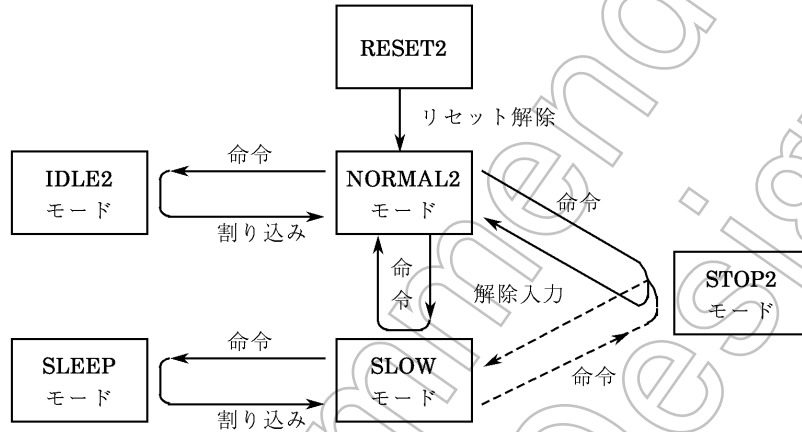 RESET2
リセット解除
IDLE2
モード
命令
割り込み
NORMAL2
モード
命令
命
令
解除入力
STOP2
モード
SLEEP
モード
命令
割り込み
SLOW
モード
命令